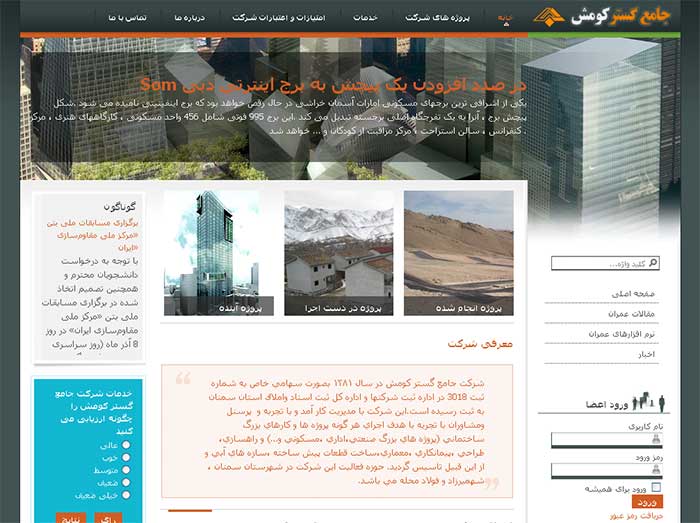 جامع گستر کومش
خانه
پروژه های شرکت
خدمات
امتیازات و اعتبارات شرکت
درباره ما
تماس با ما
Som در صدد افزودن یک پیچش به برج اینترنتی دبی
یکی از اشرافی ترین برجهای مسکونی امارات آسمان خراشی در حال رقص خواهد بود که برج اینفینیتی نامیده می شود .شکل
پیچش برج ، آنرا به یک تفرجگاه اصلی برجسته تبدیل می کند .این برج 995 فوتی شامل 456 واحد مسکونی ، کارگاههای هنری ، مرکز
کنفرانس ، سالن استراحت ، مرکز مراقبت از کودکان و ... خواهد شد .
کلید واژه...
صفحه اصلی
مقالات عمران
نرم افزارهای عمران
اخبار
ورود اعضا
نام کاربری
رمز ورود
ورود برای همیشه
ورود
دریافت رمز عبور
پروژه انجام شده
پروژه در دست اجرا
پروژه آینده
معرفی شرکت
شرکت جامع گستر کومش در سال ۱۳۸۱ بصورت سهامی خاص به شماره
ثبت 3018 در اداره ثبت شرکتها و اداره کل ثبت اسناد واملاک استان سمنان
به ثبت رسیده است.این شرکت با مدیریت کار آمد و با تجربه و پرسنل
ومشاوران با تجربه با هدف اجرای هر گونه پروژه ها و کارهای بزرگ
ساختمانی (پروژه های بزرگ صنعتی،اداری ،مسکونی و...) و راهسازی،
طراحی ،پیمانکاری ،معماری،ساخت قطعات پیش ساخته ،سازه های آبی و
از این قبیل تاسیس گردید. حوزه فعالیت این شرکت در شهرستان سمنان ،
شهمیرزاد و فولاد محله می باشد.
گوناگون
برگزاری مسابقات ملی بتن
«مرکز ملی مقاوم‌سازی
ایران»
با توجه به درخواست
دانشجویان محترم و
همچنین تصمیم اتخاذ
شده در برگزاری مسابقات
ملی بتن «مرکز ملی
مقاوم‌سازی ایران» در روز
8 آذر ماه (روز سراسری
خدمات شرکت جامع
گستر کومش را
چگونه ارزیابی می
کنید
عالی
خوب
متوسط
ضعیف
خیلی ضعیف
رای
نتایج